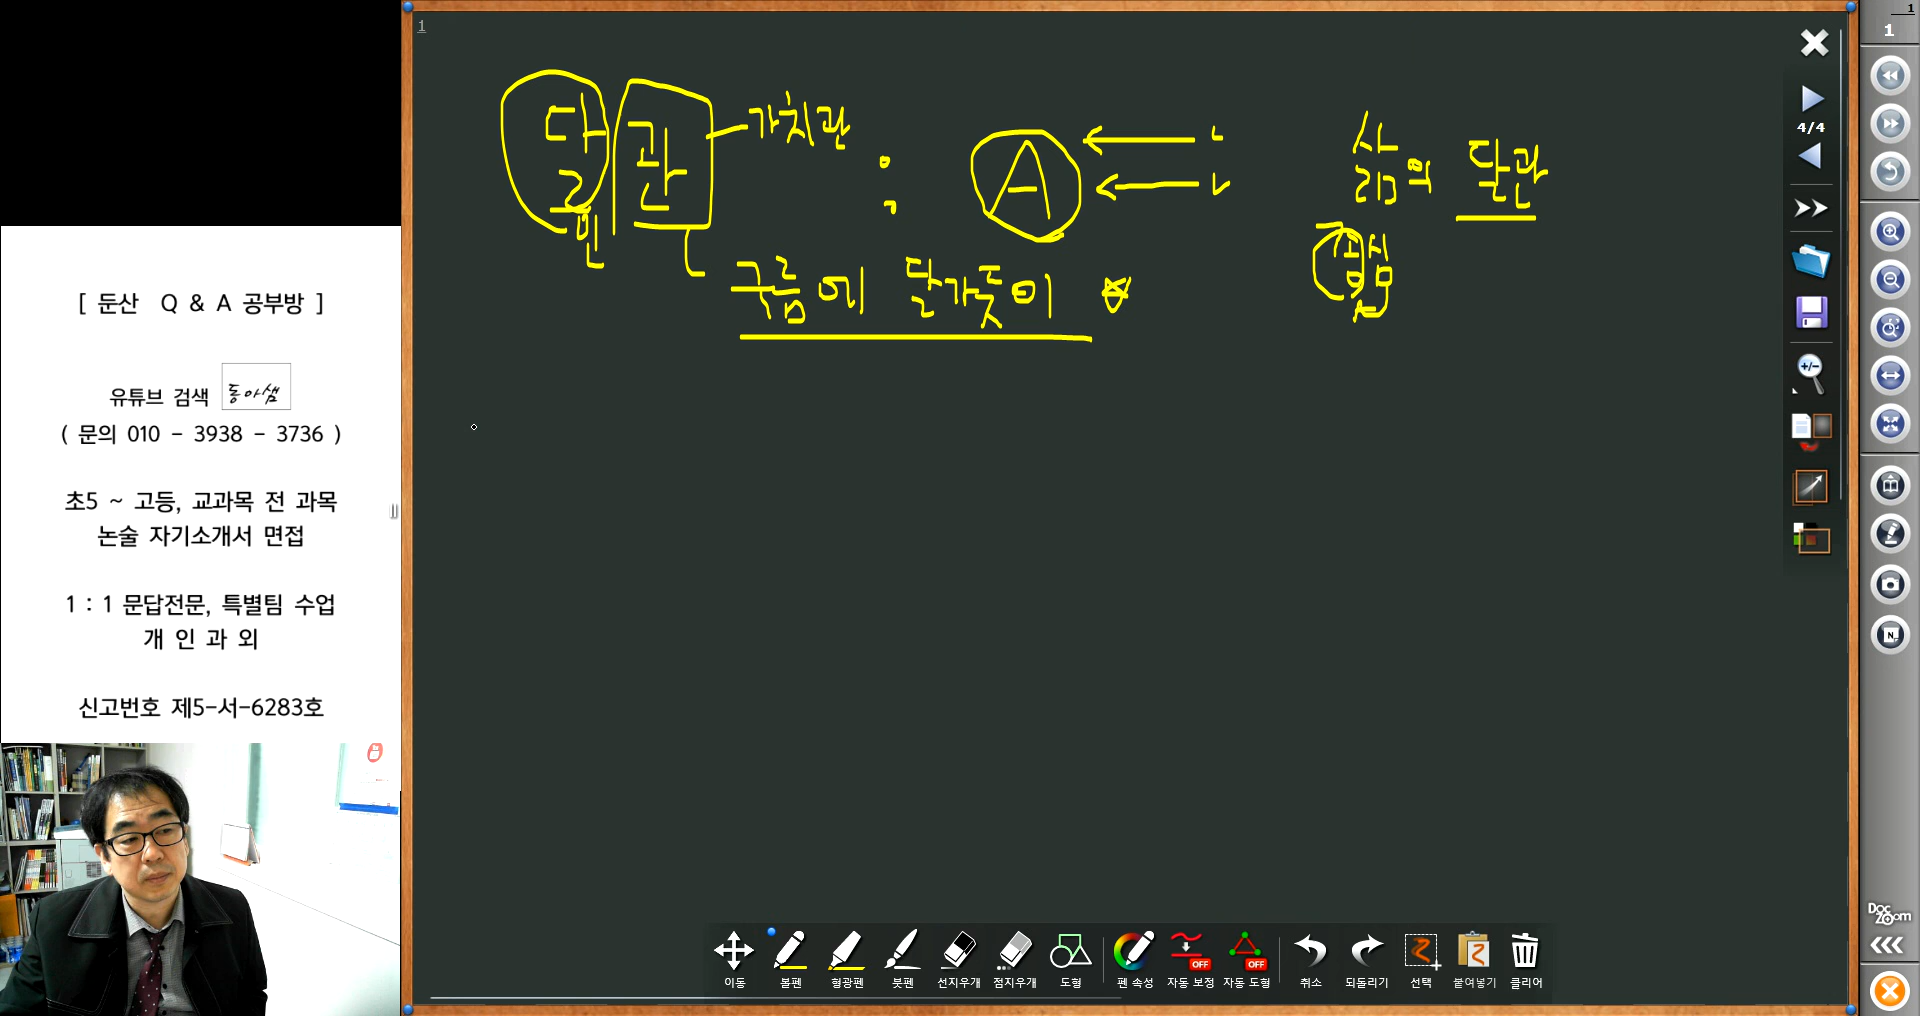 [ 둔산 Q & A 공부방 ]
유튜브 검색 동아샘
( 문의 010 - 3938 - 3736 )
초5 ~ 고등, 교과목 전 과목
논술 자기소개서 면접
1 : 1 문답전문, 특별팀 수업
개 인 과 외
신고번호 제5-서-6283호
1
달관 가치관 : A
인
구름에 달가듯이
삶의 달관
1
1
4/4
+/-
N
Doc Zoom
이동 볼펜 형광펜 붓펜 선지우개 점지우개 도형 펜 속성 OFF 자동 보정 OFF 자동 도형 취소 되돌리기 선택 붙여넣기 클리어